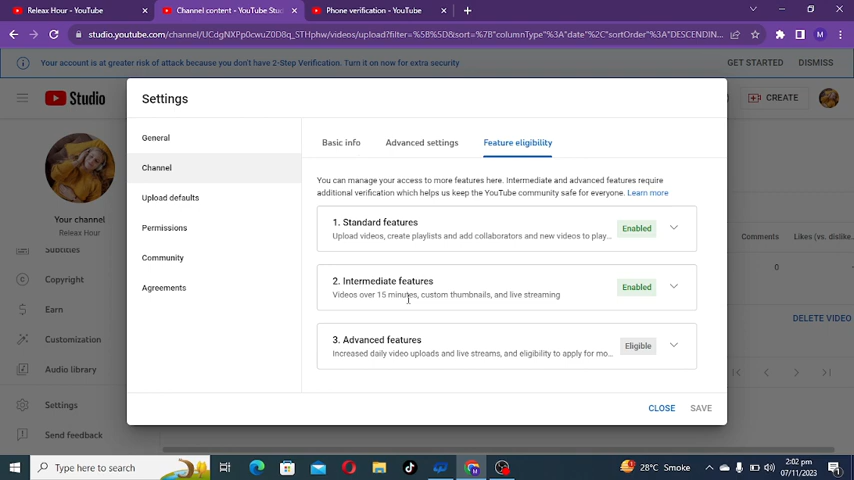 Releax Hour - YouTube
Channel content - YouTube Stud
Phone verification - YouTube
studio.youtube.com/channel/UCdgNXPp0cwuZ0D8q_STHphw/videos/upload?filter=%5B%5D&sort=%7B"columnType"%3A"date"%2C"sortOrder"%3A"DESCENDIN...
M
Your account is at greater risk of attack because you don't have 2-Step Verification. Turn it on now for extra security
GET STARTED
DISMISS
Studio
CREATE
Settings
General
Channel
Upload defaults
Permissions
Community
Agreements
Basic info
Advanced settings
Feature eligibility
You can manage your access to more features here. Intermediate and advanced features require
additional verification which helps us keep the YouTube community safe for everyone. Learn more
1. Standard features
Upload videos, create playlists and add collaborators and new videos to play...
Enabled
2. Intermediate features
Videos over 15 minutes, custom thumbnails, and live streaming
Enabled
3. Advanced features
Increased daily video uploads and live streams, and eligibility to apply for mo...
Eligible
CLOSE
SAVE
Your channel
Releax Hour
Subtitles
Copyright
Earn
Customization
Audio library
Settings
Send feedback
Comments
Likes (vs. dislike...
0
DELETE VIDEO
Type here to search
28°C Smoke
2:02 pm
07/11/2023